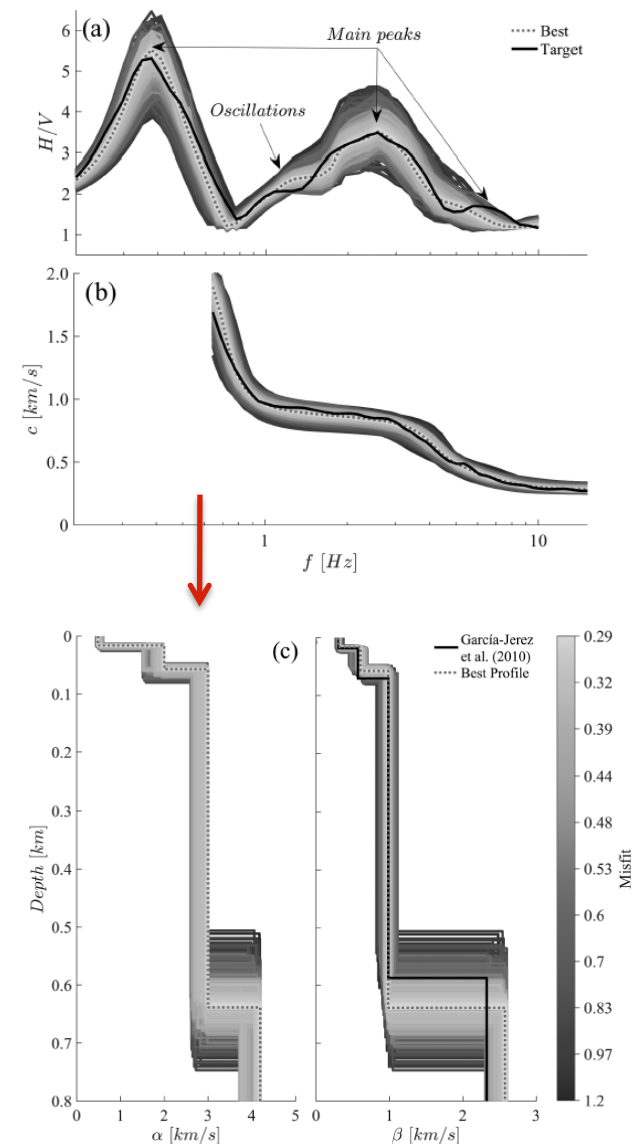 (a)
Main peaks
Oscillations
Best
Target
6
5
4
3
2
1
H/V
(b)
2.0
1.5
1.0
0.5
0
c [km/s]
1
10
f [Hz]
(c)
García-Jerez
et al. (2010)
Best Profile
0
0.1
0.2
0.3
0.4
0.5
0.6
0.7
0.8
Depth [km]
0
1
2
3
4
5
α [km/s]
0
1
2
3
β [km/s]
0.29
0.32
0.39
0.44
0.48
0.53
0.6
0.7
0.83
0.97
1.2
Misfit